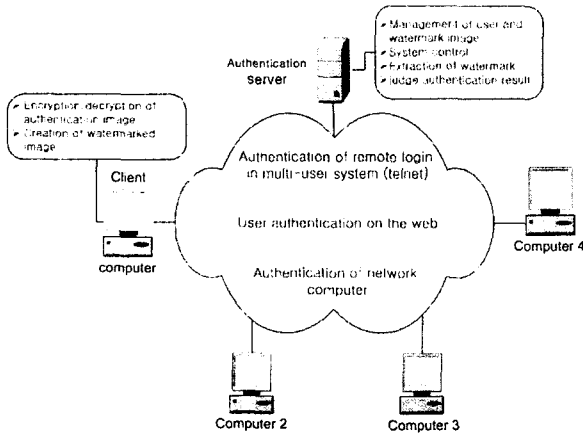 Authentication
server
➤ Management of user and
watermark image
➤ System control
➤ Extraction of watermark
➤ judge authentication result
➤ Encryption decryption of
authentication image
➤ Creation of watermarked
image
Client
computer
Authentication of remote login
in multi-user system (telnet)
User authentication on the web
Authentication of network
computer
Computer 4
Computer 2
Computer 3